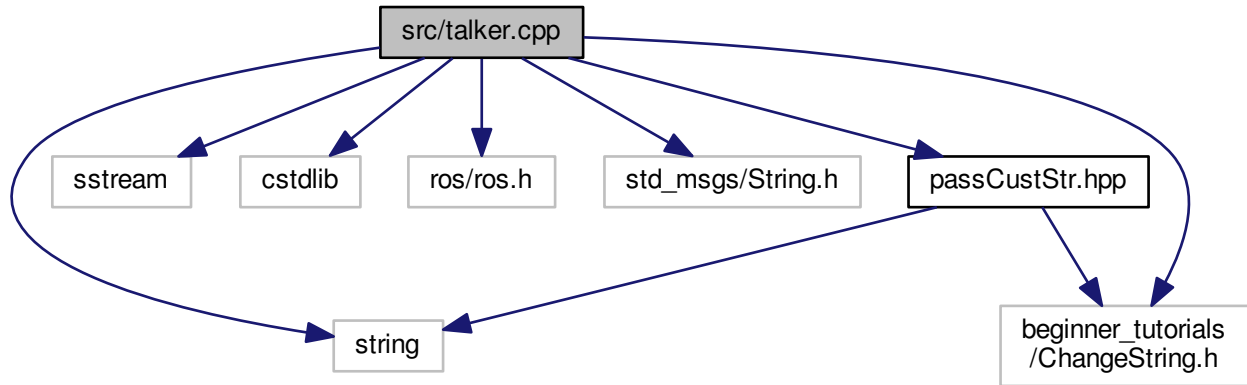 src/talker.cpp
sstream
cstdlib
ros/ros.h
std_msgs/String.h
passCustStr.hpp
string
beginner_tutorials
/ChangeString.h